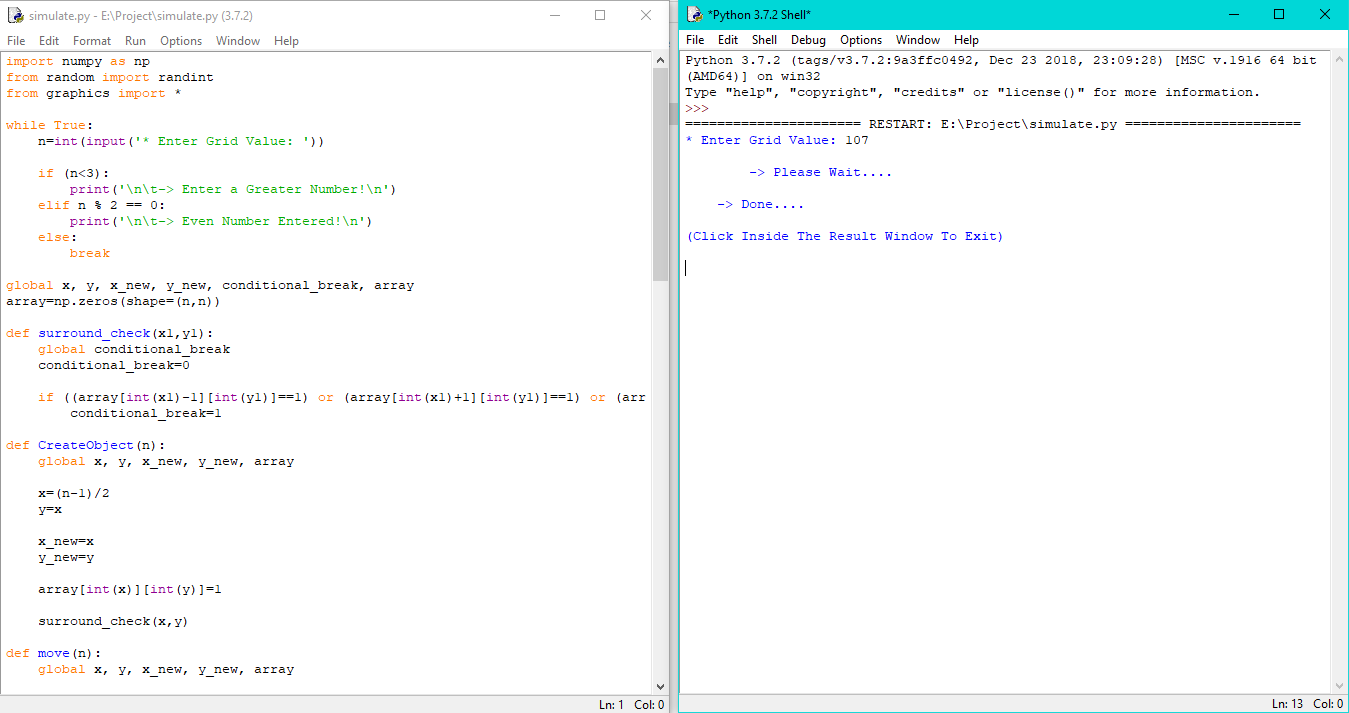 simulate.py - E:\Project\simulate.py (3.7.2)
File Edit Format Run Options Window Help
import numpy as np
from random import randint
from graphics import *
while True:
    n=int(input('* Enter Grid Value: '))
    if (n<3):
        print('\n\t-> Enter a Greater Number!\n')
    elif n % 2 == 0:
        print('\n\t-> Even Number Entered!\n')
    else:
        break
global x, y, x_new, y_new, conditional_break, array
array=np.zeros(shape=(n,n))
def surround_check(x1,y1):
    global conditional_break
    conditional_break=0
    if ((array[int(x1)-1][int(y1)]==1) or (array[int(x1)+1][int(y1)]==1) or (arr
        conditional_break=1
def CreateObject(n):
    global x, y, x_new, y_new, array
    x=(n-1)/2
    y=x
    x_new=x
    y_new=y
    array[int(x)][int(y)]=1
    surround_check(x,y)
def move(n):
    global x, y, x_new, y_new, array
Ln: 1 Col: 0
*Python 3.7.2 Shell*
File Edit Shell Debug Options Window Help
Python 3.7.2 (tags/v3.7.2:9a3ffc0492, Dec 23 2018, 23:09:28) [MSC v.1916 64 bit
(AMD64)] on win32
Type "help", "copyright", "credits" or "license()" for more information.
>>>
====================== RESTART: E:\Project\simulate.py ======================
* Enter Grid Value: 107
        -> Please Wait....
    -> Done....
(Click Inside The Result Window To Exit)
Ln: 13 Col: 0